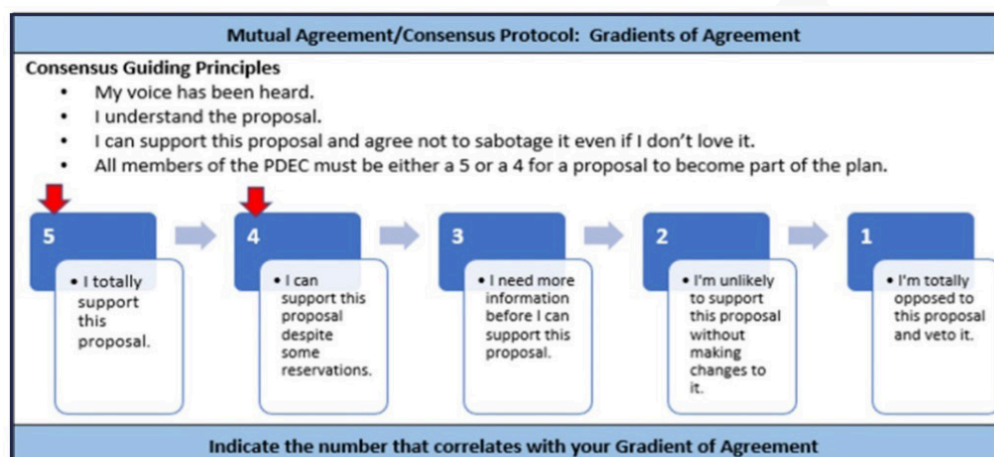 Mutual Agreement/Consensus Protocol: Gradients of Agreement
Consensus Guiding Principles
• My voice has been heard.
• I understand the proposal.
• I can support this proposal and agree not to sabotage it even if I don't love it.
• All members of the PDEC must be either a 5 or a 4 for a proposal to become part of the plan.
5
• I totally
support
this
proposal.
4
• I can
support this
proposal
despite
some
reservations.
3
• I need more
information
before I can
support this
proposal.
2
• I'm unlikely
to support
this proposal
without
making
changes to
it.
1
• I'm totally
opposed to
this proposal
and veto it.
Indicate the number that correlates with your Gradient of Agreement